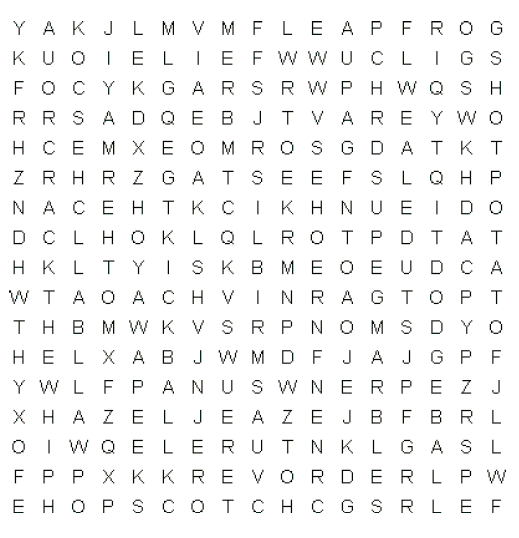 Y A K J L M V M F L E A P F R O G
K U O I E L I E F W W U C L I G S
F O C Y K G A R S R W P H W Q S H
R R S A D Q E B J T V A R E Y W O
H C E M X E O M R O S G D A T K T
Z R H R Z G A T S E E F S L Q H P
N A C E H T K C I K H N U E I D O
D C L H O K L Q L R O T P D T A T
H K L T Y I S K B M E O E U D C A
W T A O A C H V I N R A G T O P T
T H B M W K V S R P N O M S D Y O
H E L X A B J W M D F J A J G P F
Y W L F P A N U S W N E R P E Z J
X H A Z E L J E A Z E J B F B R L
O I W Q E L E R U T N K L G A S L
F P P X K K R E V O R D E R L P W
E H O P S C O T C H C G S R L E F